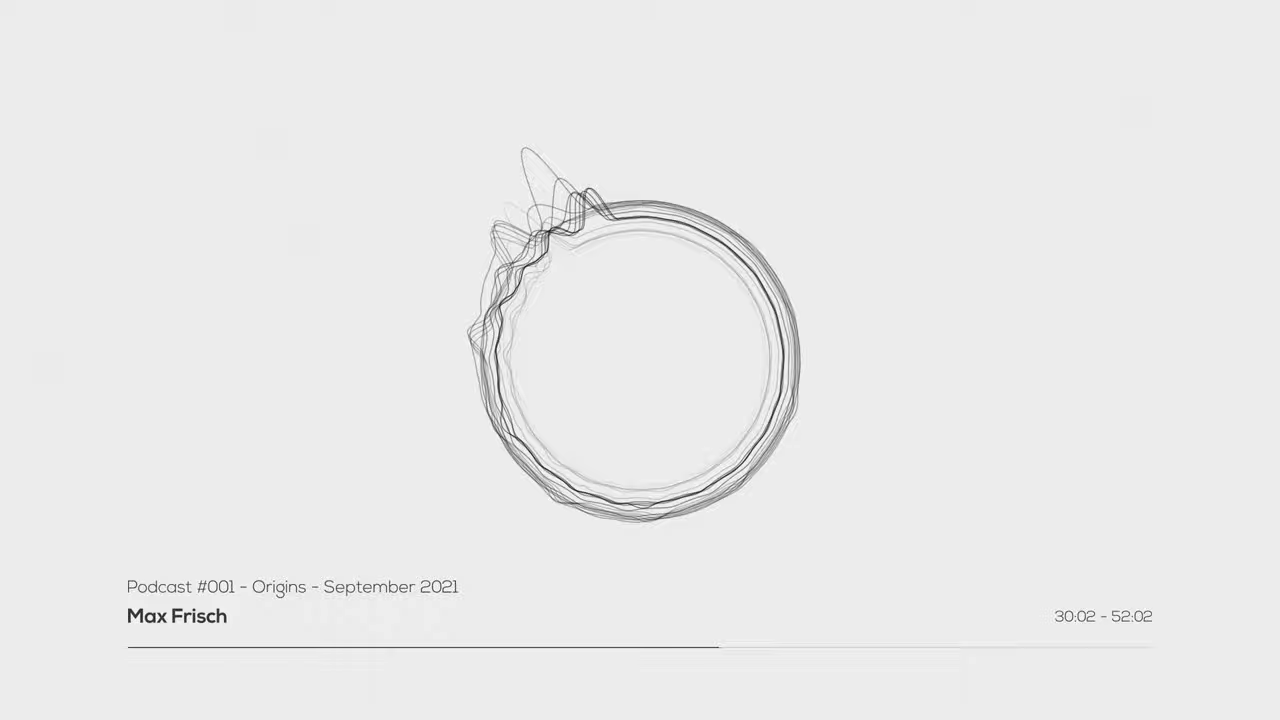 Podcast #001 - Origins - September 2021
Max Frisch
30:02 - 52:02